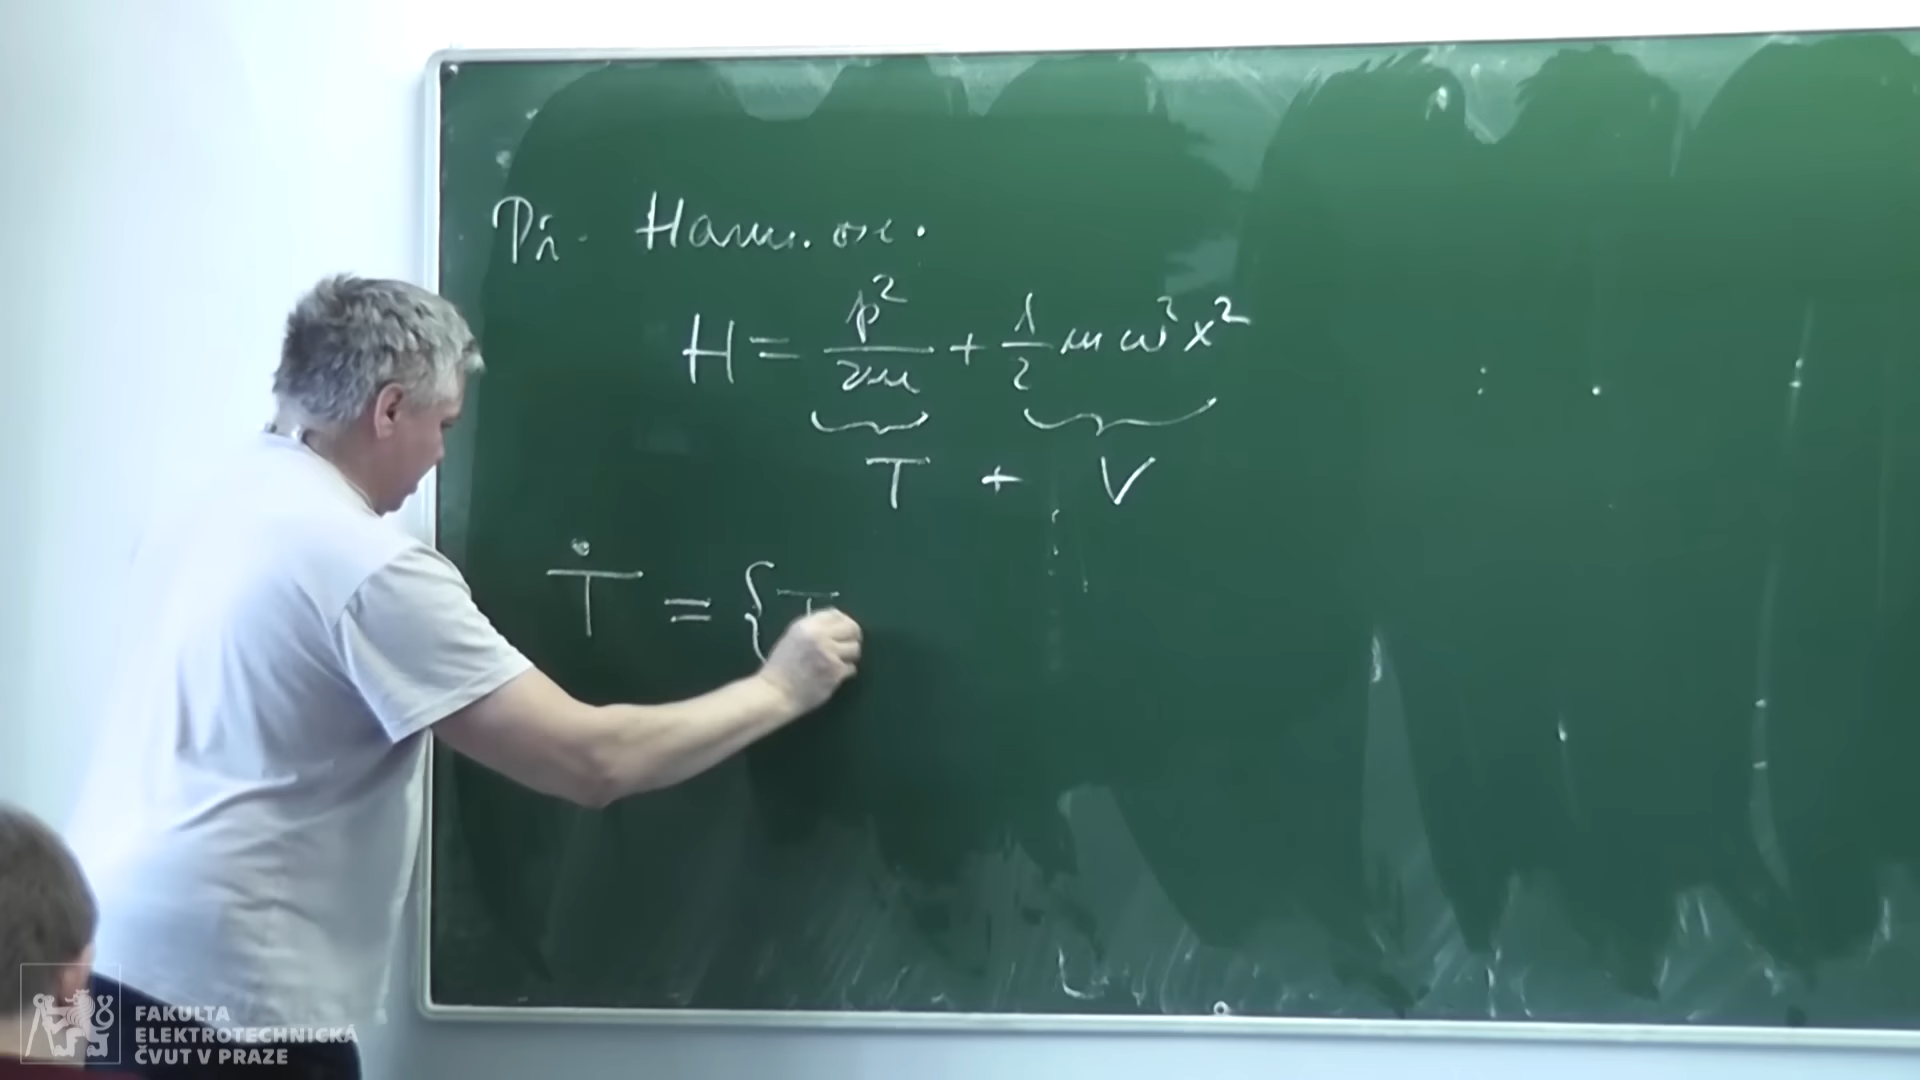 Př. Harm. osc.
H = p²/2m + 1/2 mω²x²
T + V
Ṫ = {T
FAKULTA
ELEKTROTECHNICKÁ
ČVUT V PRAZE